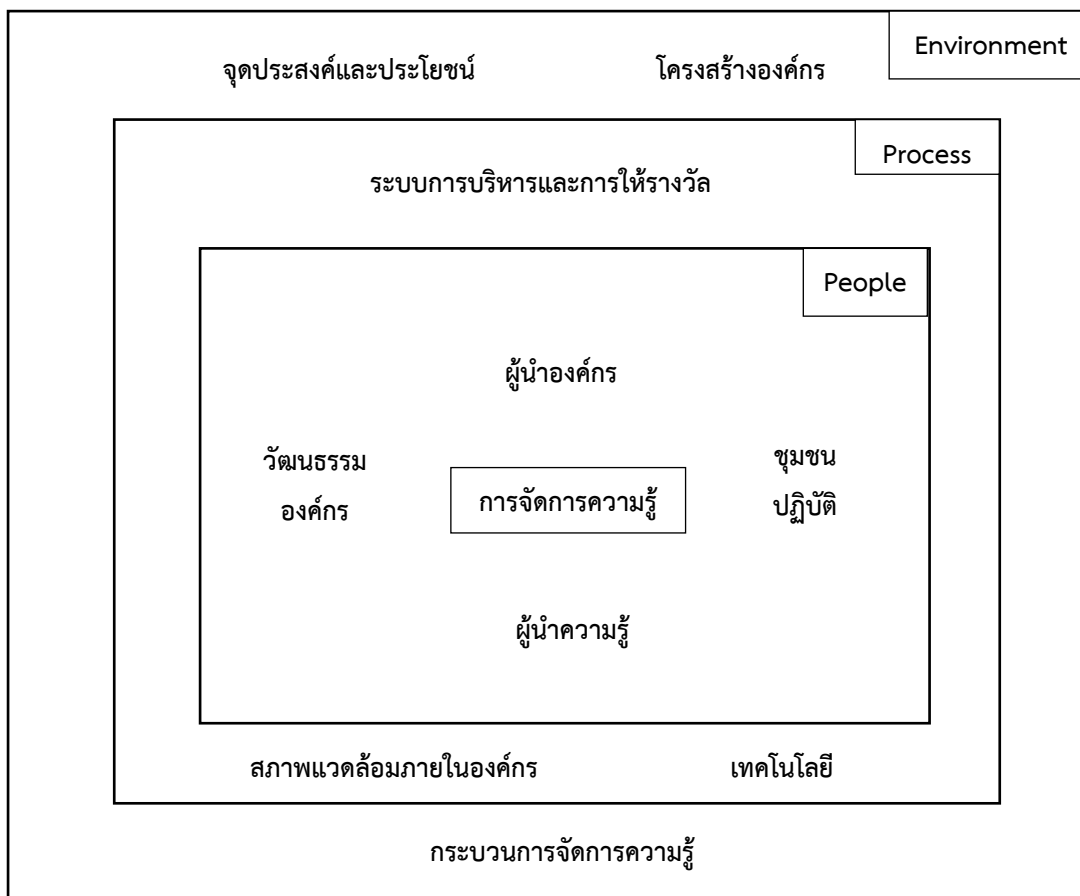 Environment
จุดประสงค์และประโยชน์ โครงสร้างองค์กร
Process
ระบบการบริหารและการให้รางวัล
People
ผู้นำองค์กร
วัฒนธรรม
องค์กร
การจัดการความรู้
ชุมชน
ปฏิบัติ
ผู้นำความรู้
สภาพแวดล้อมภายในองค์กร เทคโนโลยี
กระบวนการจัดการความรู้